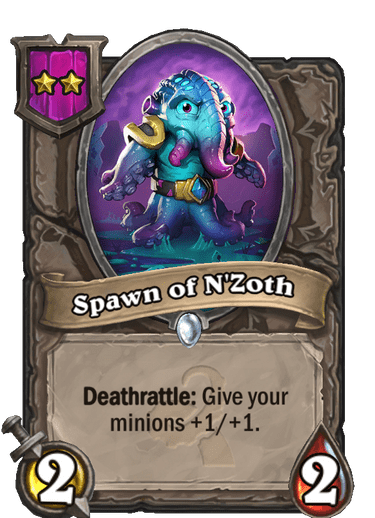 Spawn of N'Zoth
Deathrattle: Give your
minions +1/+1.
2
2